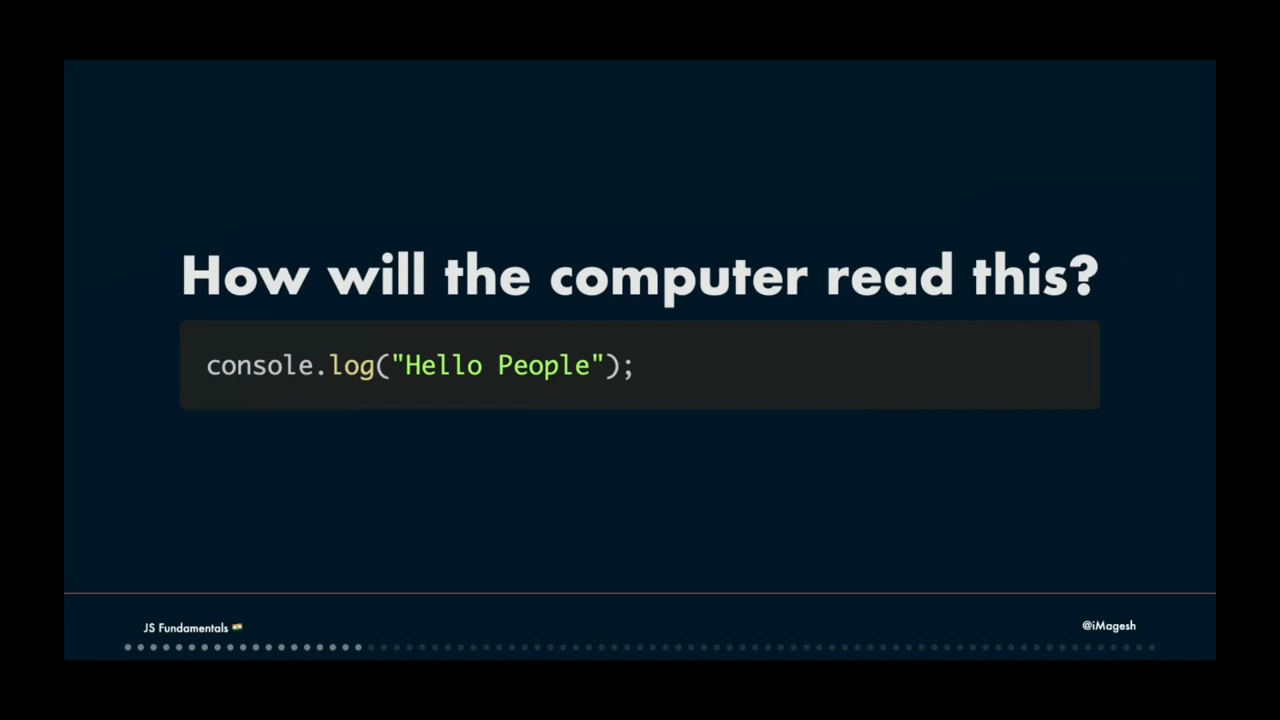 How will the computer read this?
console.log("Hello People");
JS Fundamentals 🇮🇳
@iMagesh